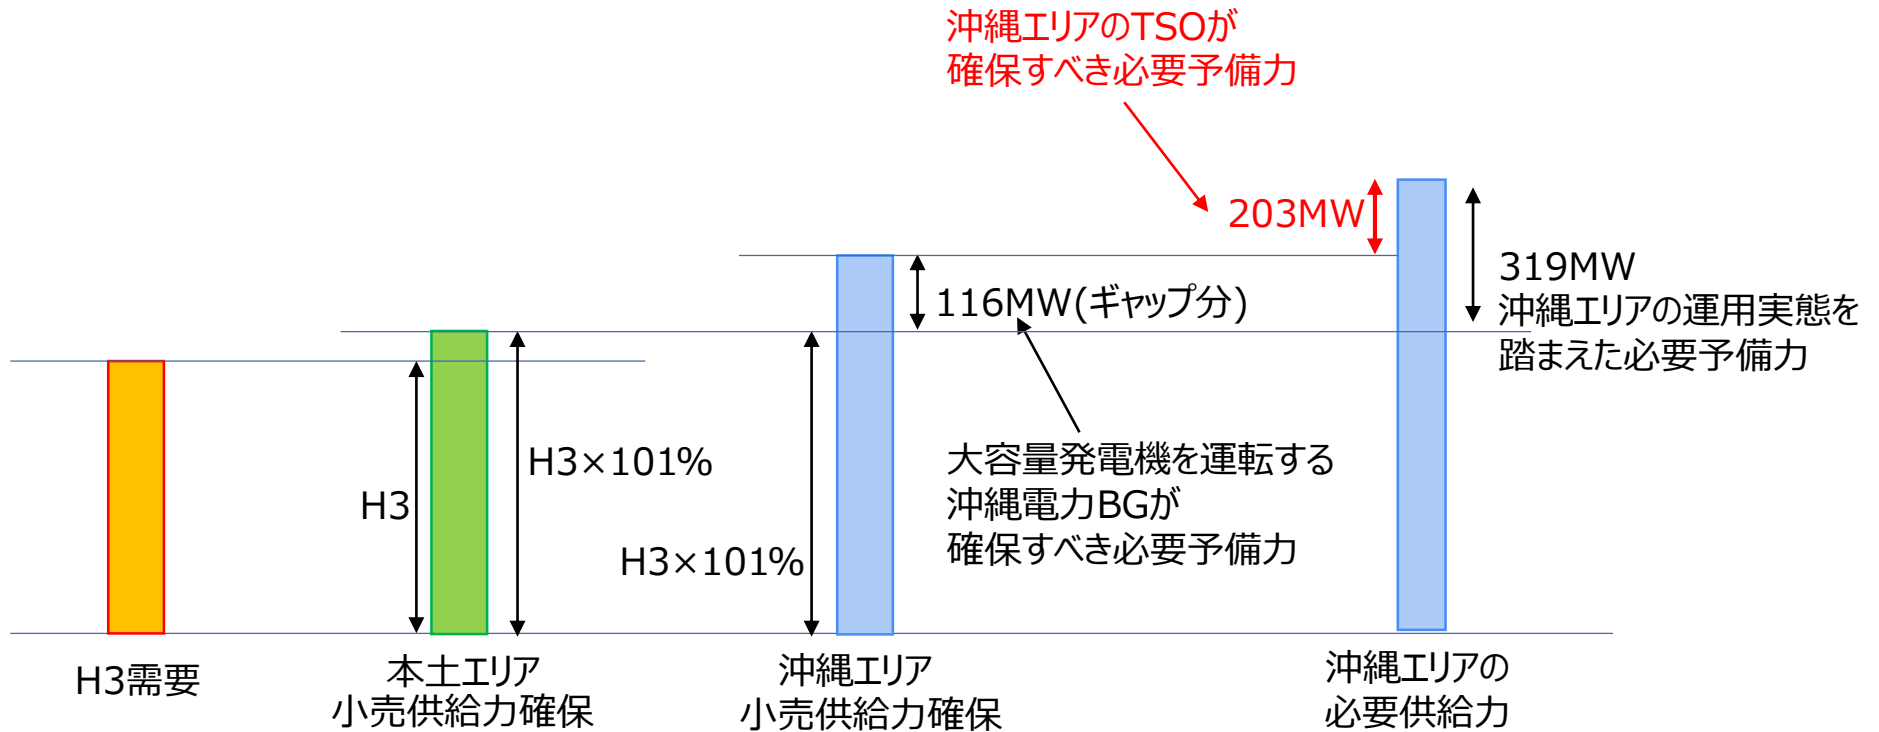 沖縄エリアのTSOが
確保すべき必要予備力
203MW
319MW
沖縄エリアの運用実態を
踏まえた必要予備力
116MW(ギャップ分)
大容量発電機を運転する
沖縄電力BGが
確保すべき必要予備力
H3×101%
H3
H3×101%
H3需要
本土エリア
小売供給力確保
沖縄エリア
小売供給力確保
沖縄エリアの
必要供給力